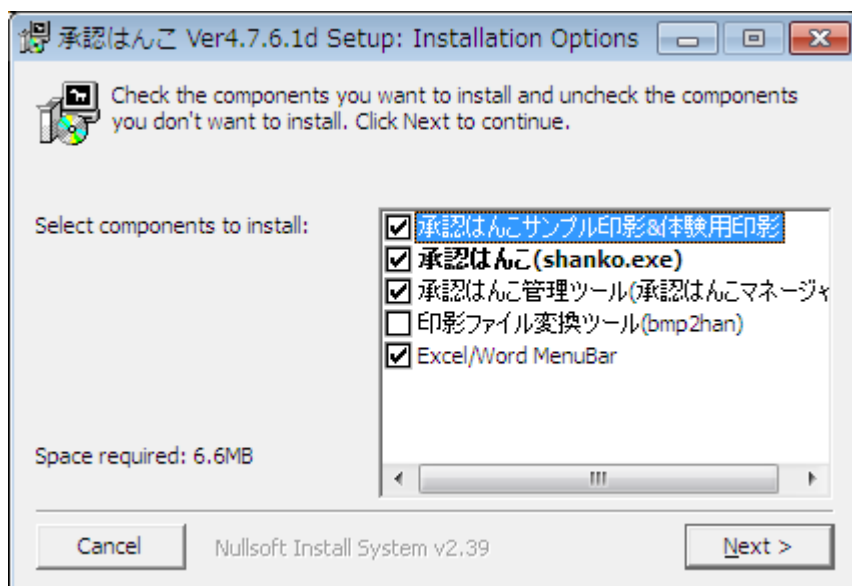 承認はんこ Ver4.7.6.1d Setup: Installation Options
Check the components you want to install and uncheck the components
you don't want to install. Click Next to continue.
Select components to install:
承認はんこサンプル印影&体験用印影
承認はんこ(shanko.exe)
承認はんこ管理ツール(承認はんこマネージャ
印影ファイル変換ツール(bmp2han)
Excel/Word MenuBar
Space required: 6.6MB
Cancel
Nullsoft Install System v2.39
Next >